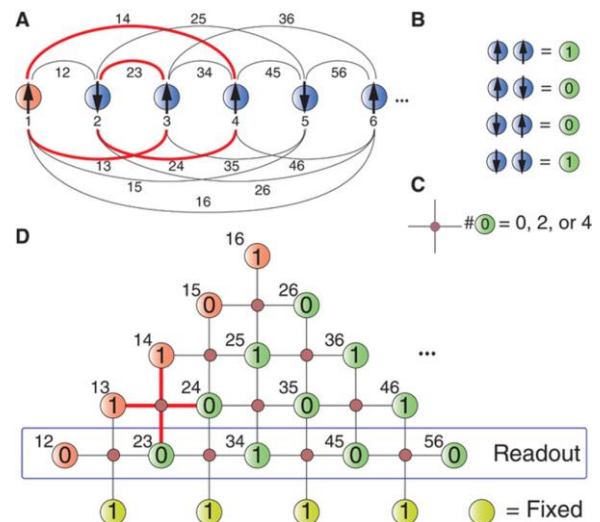 A
14 25 36
12 23 34 45 56
...
1 2 3 4 5 6
13 24 35 46
15 26
16
B
= 1
= 0
= 0
= 1
C
#0 = 0, 2, or 4
D
16
1
15 26
0 0
14 25 36
1 1 1 ...
13 24 35 46
1 0 0 1
12 23 34 45 56
0 0 1 0 0 Readout
1 1 1 1 = Fixed